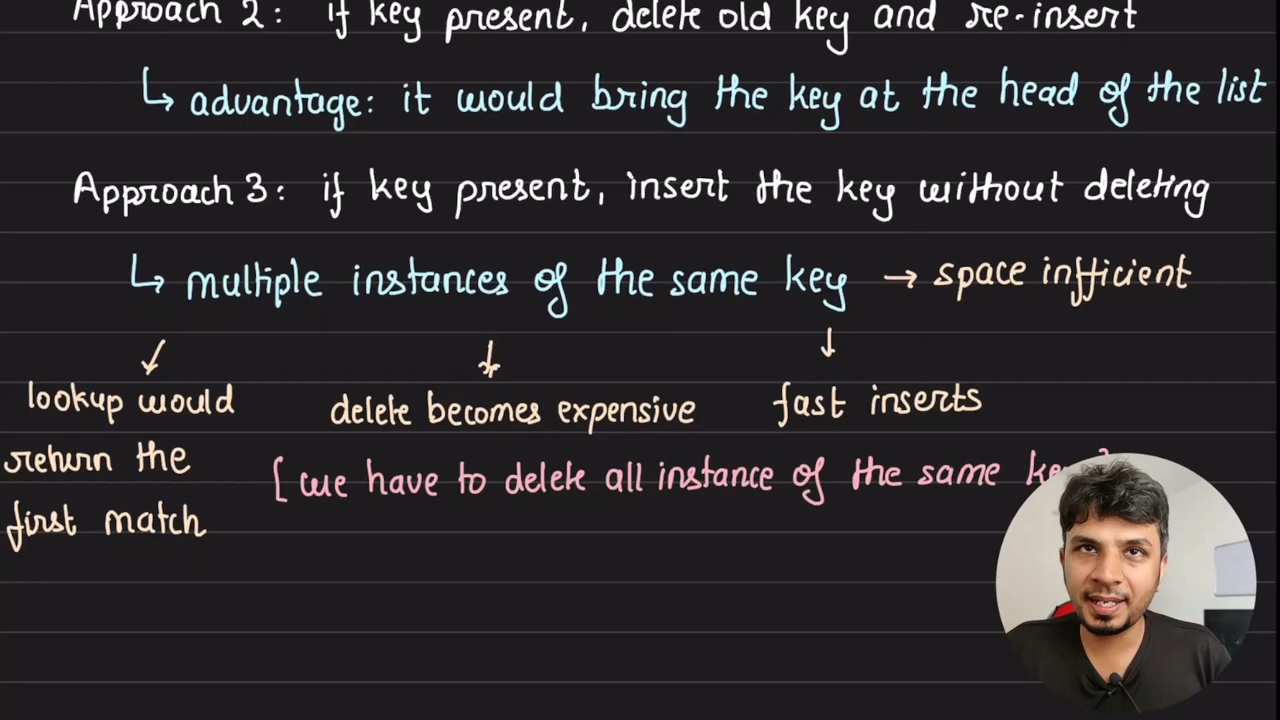 Approach 2: if key present, delete old key and re-insert
↳ advantage: it would bring the key at the head of the list
Approach 3: if key present, insert the key without deleting
↳ multiple instances of the same key → space infficient
lookup would
return the
first match
delete becomes expensive
[we have to delete all instance of the same
fast inserts